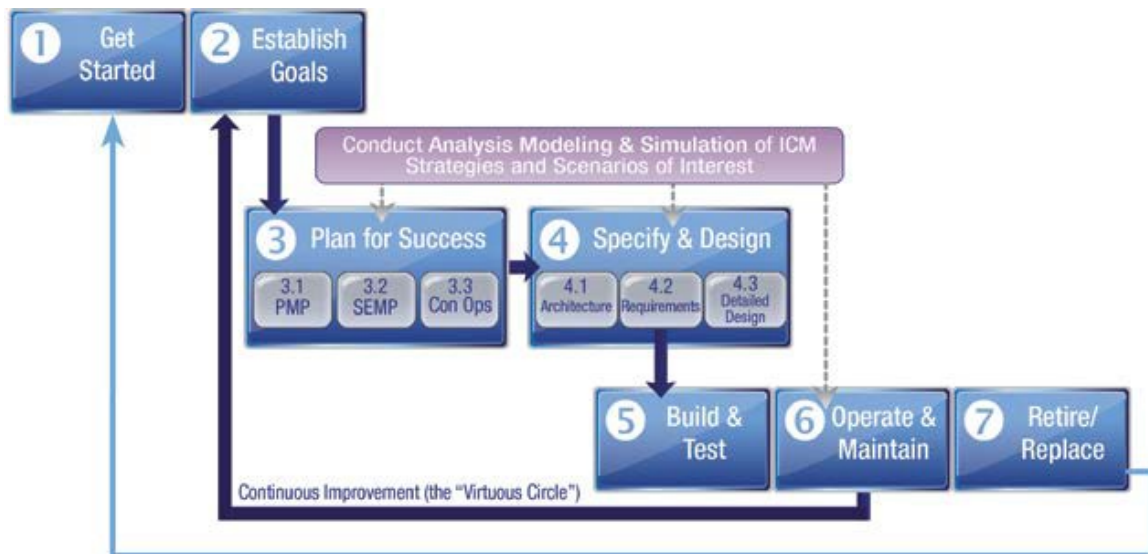 1 Get
Started
2 Establish
Goals
Conduct Analysis Modeling & Simulation of ICM
Strategies and Scenarios of Interest
3 Plan for Success
3.1
PMP
3.2
SEMP
3.3
Con Ops
4 Specify & Design
4.1
Architecture
4.2
Requirements
4.3
Detailed
Design
5 Build &
Test
6 Operate &
Maintain
7 Retire/
Replace
Continuous Improvement (the “Virtuous Circle”)